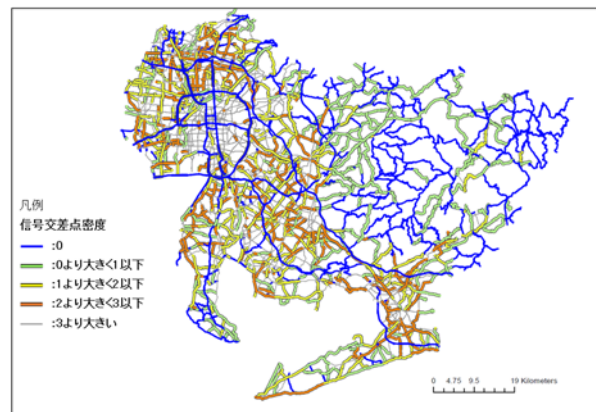 凡例
信号交差点密度
:0
:0より大きく1以下
:1より大きく2以下
:2より大きく3以下
:3より大きい
0 4.75 9.5 19 Kilometers